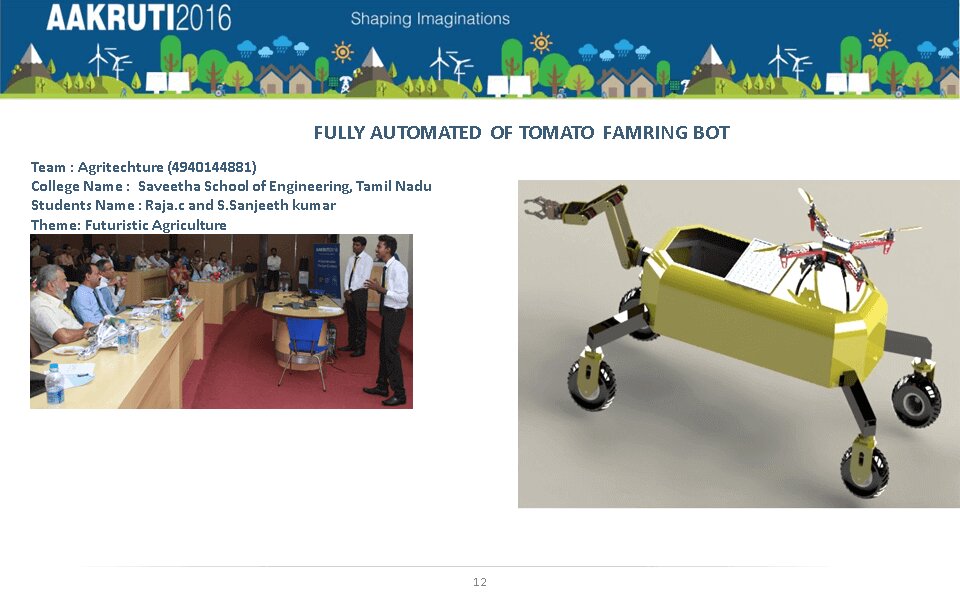 AAKRUTI2016
Shaping Imaginations
FULLY AUTOMATED OF TOMATO FAMRING BOT
Team : Agritechture (4940144881)
College Name : Saveetha School of Engineering, Tamil Nadu
Students Name : Raja.c and S.Sanjeeth kumar
Theme: Futuristic Agriculture
AAKRUTI2016
12